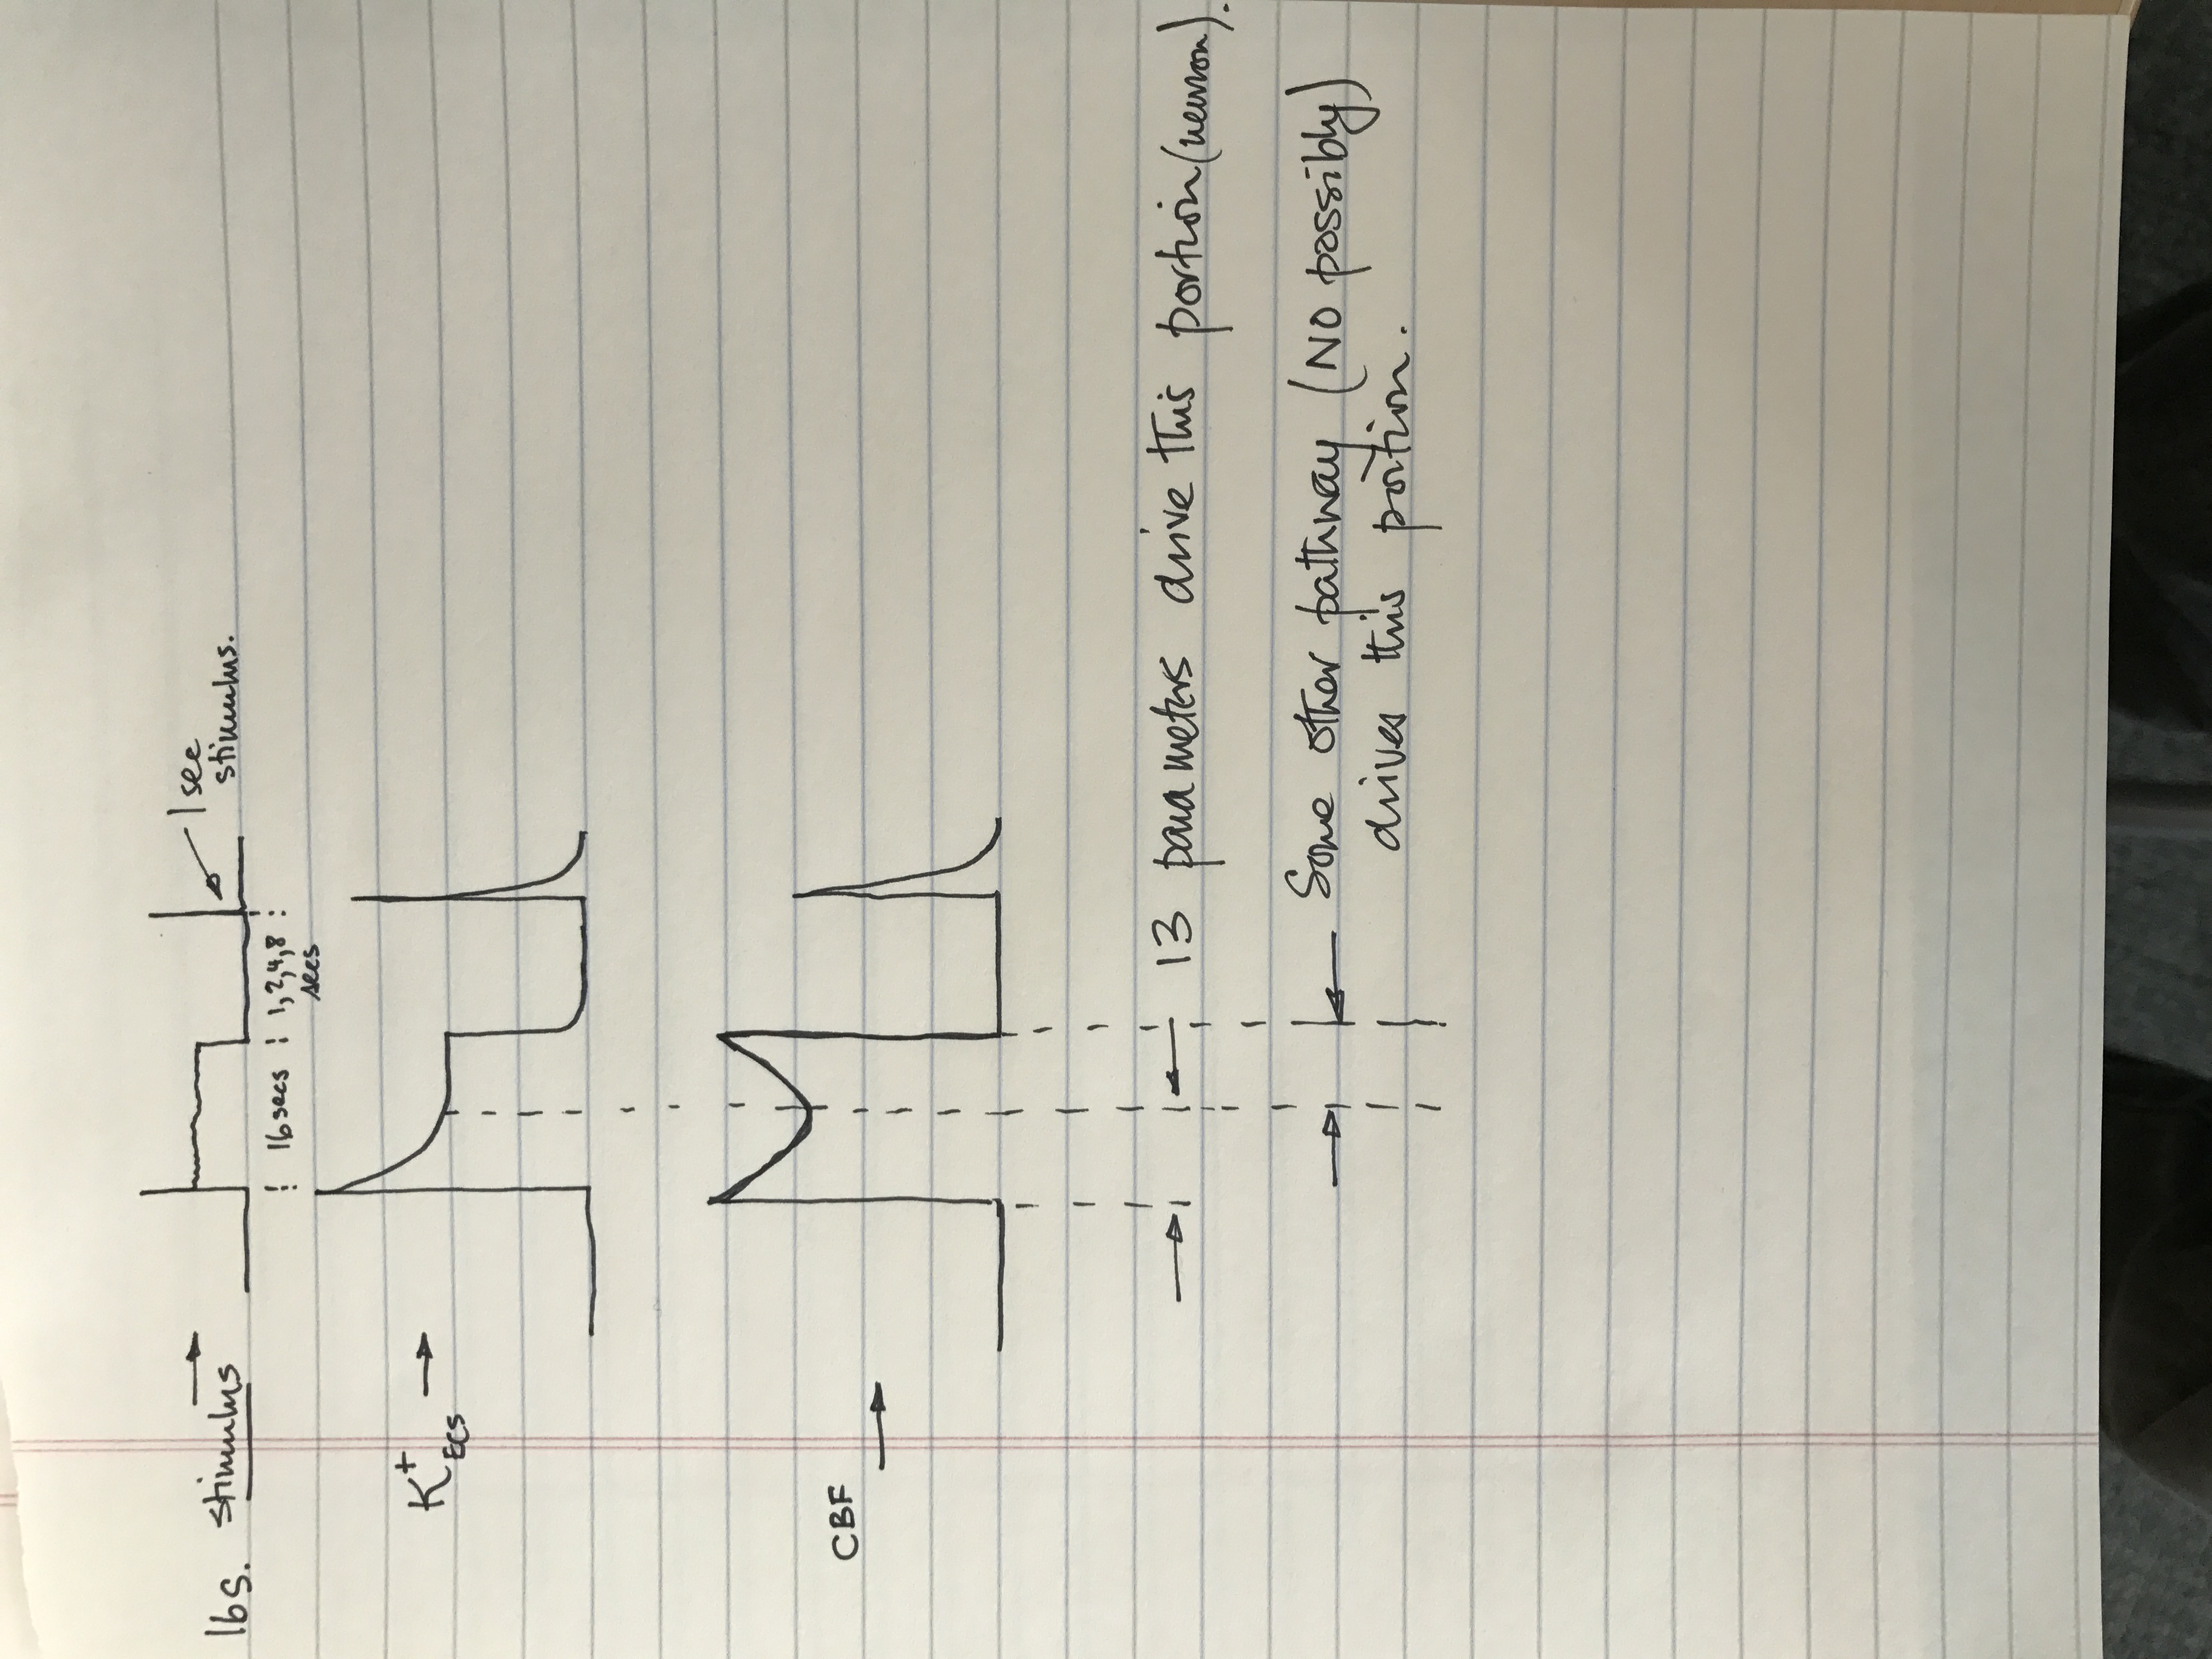 16s. stimulus
1 sec
stimulus.
16 secs 1,2,4,8
secs
K+ECS
CBF
13 parameters drive this portion (neuron).
Some other pathway (NO possibly)
drives this portion.